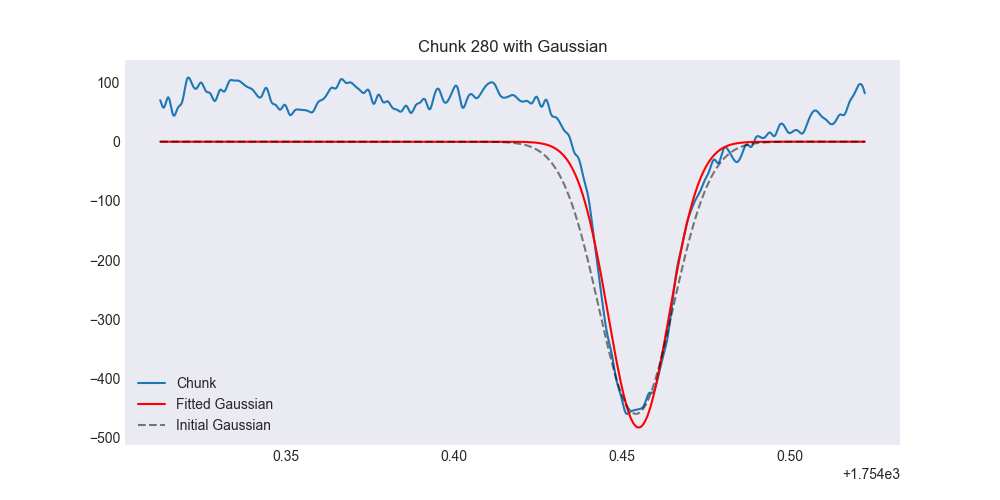 Chunk 280 with Gaussian
100
0
−100
−200
−300
−400
−500
Chunk
Fitted Gaussian
Initial Gaussian
0.35 0.40 0.45 0.50
+1.754e3